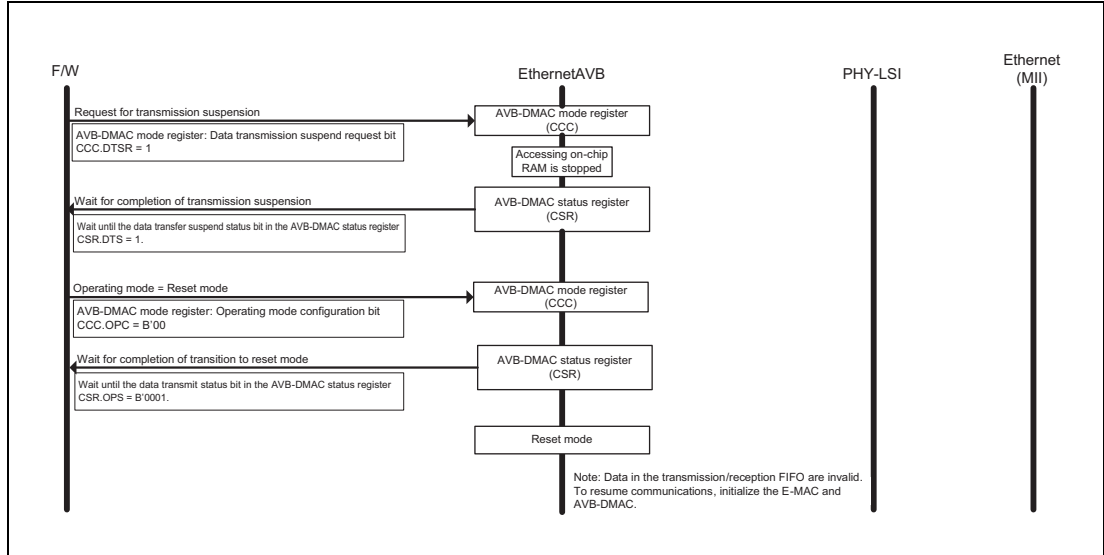 F/W
EthernetAVB
PHY-LSI
Ethernet
(MII)
Request for transmission suspension
AVB-DMAC mode register
(CCC)
AVB-DMAC mode register: Data transmission suspend request bit
CCC.DTSR = 1
Accessing on-chip
RAM is stopped
Wait for completion of transmission suspension
AVB-DMAC status register
(CSR)
Wait until the data transfer suspend status bit in the AVB-DMAC status register
CSR.DTS = 1.
Operating mode = Reset mode
AVB-DMAC mode register
(CCC)
AVB-DMAC mode register: Operating mode configuration bit
CCC.OPC = B'00
Wait for completion of transition to reset mode
AVB-DMAC status register
(CSR)
Wait until the data transmit status bit in the AVB-DMAC status register
CSR.OPS = B'0001.
Reset mode
Note: Data in the transmission/reception FIFO are invalid.
To resume communications, initialize the E-MAC and
AVB-DMAC.